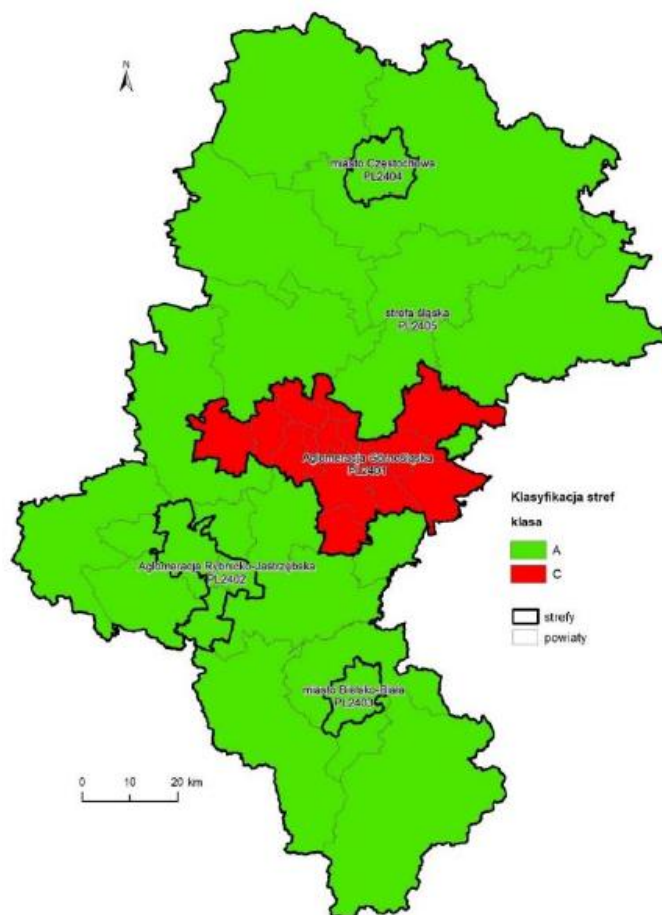 N
miasto Częstochowa
PL2404
strefa śląska
PL2405
Aglomeracja Górnośląska
PL2401
Klasyfikacja stref
klasa
A
C
strefy
powiaty
Aglomeracja Rybnicko-Jastrzębska
PL2402
miasto Bielsko-Biała
PL2403
0 10 20 km